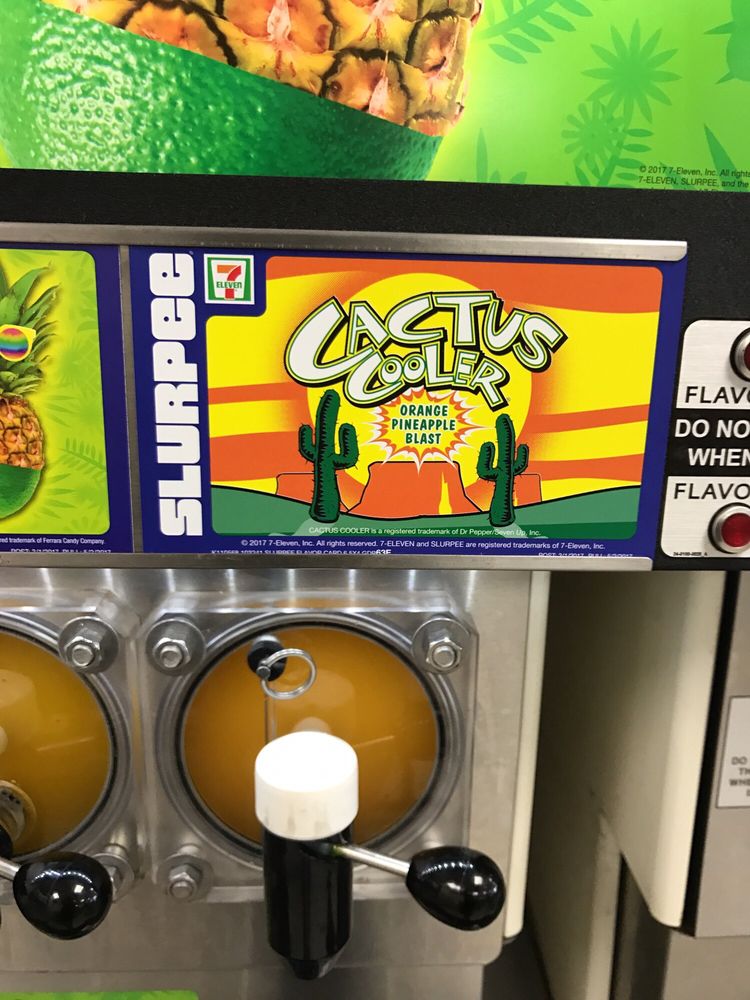 © 2017 7-Eleven, Inc. All rights
7-ELEVEN, SLURPEE, and the
SLURPEE
7
ELEVEN
CACTUS
COOLER
ORANGE
PINEAPPLE
BLAST
CACTUS COOLER is a registered trademark of Dr Pepper/Seven Up, Inc.
© 2017 7-Eleven, Inc. All rights reserved. 7-ELEVEN and SLURPEE are registered trademarks of 7-Eleven, Inc.
red trademark of Ferrara Candy Company.
FLAVO
DO NO
WHEN
FLAVO
DO